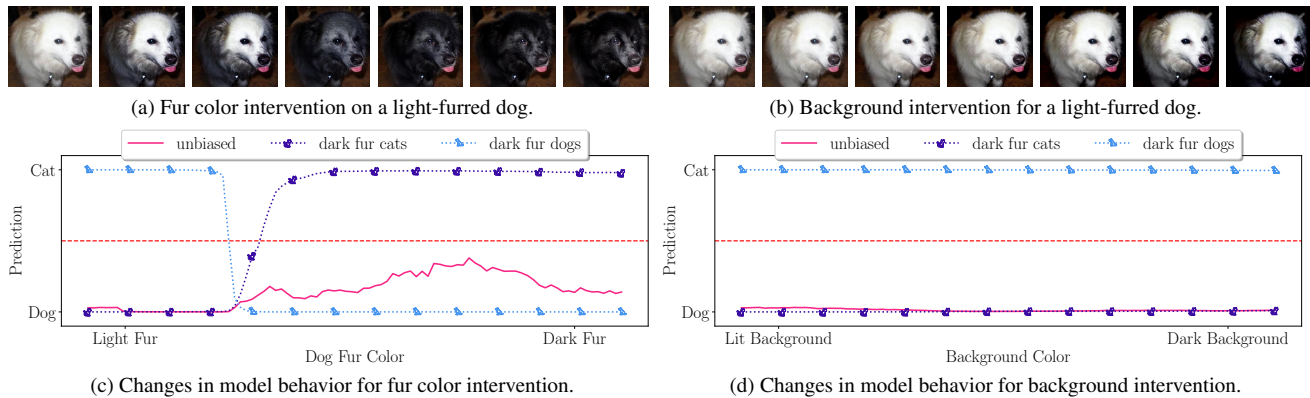 (a) Fur color intervention on a light-furred dog.
(b) Background intervention for a light-furred dog.
unbiased dark fur cats dark fur dogs
Cat
Prediction
Dog
Light Fur Dark Fur
Dog Fur Color
(c) Changes in model behavior for fur color intervention.
unbiased dark fur cats dark fur dogs
Cat
Prediction
Dog
Lit Background Dark Background
Background Color
(d) Changes in model behavior for background intervention.